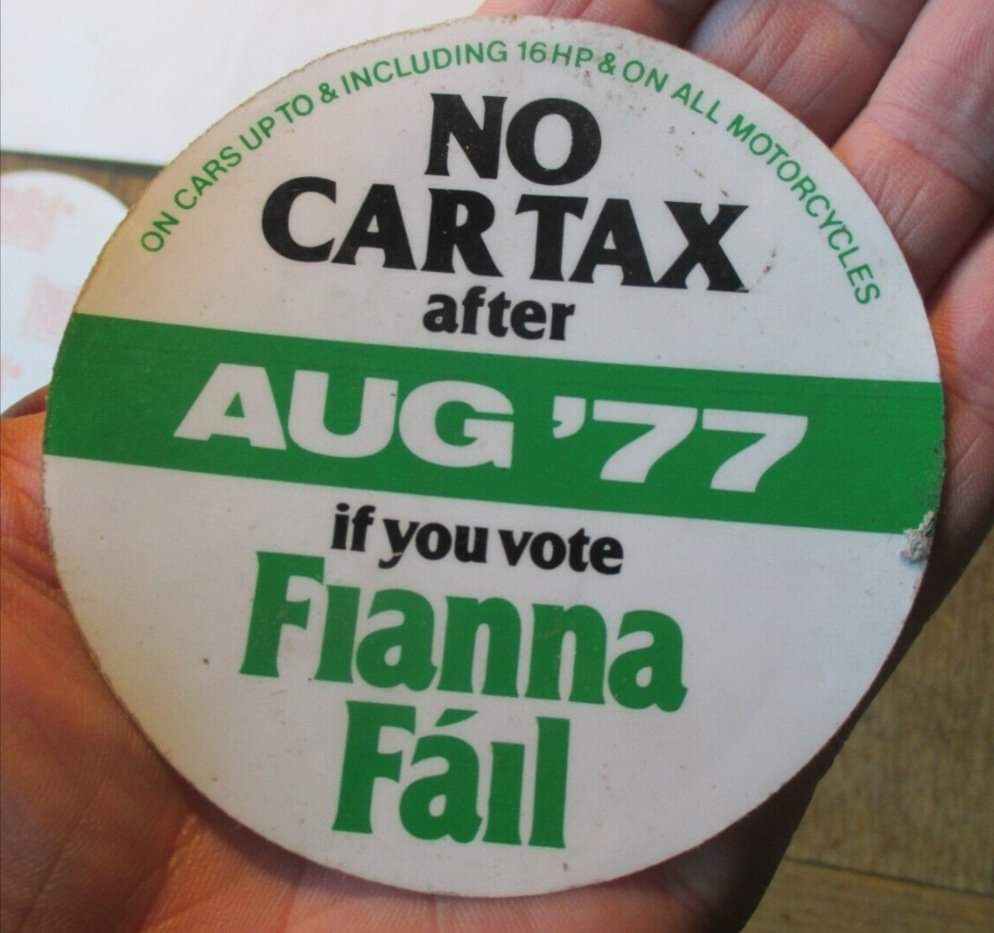 ON CARS UP TO & INCLUDING 16HP & ON ALL MOTORCYCLES
NO
CAR TAX
after
AUG '77
if you vote
Fianna
Fáil